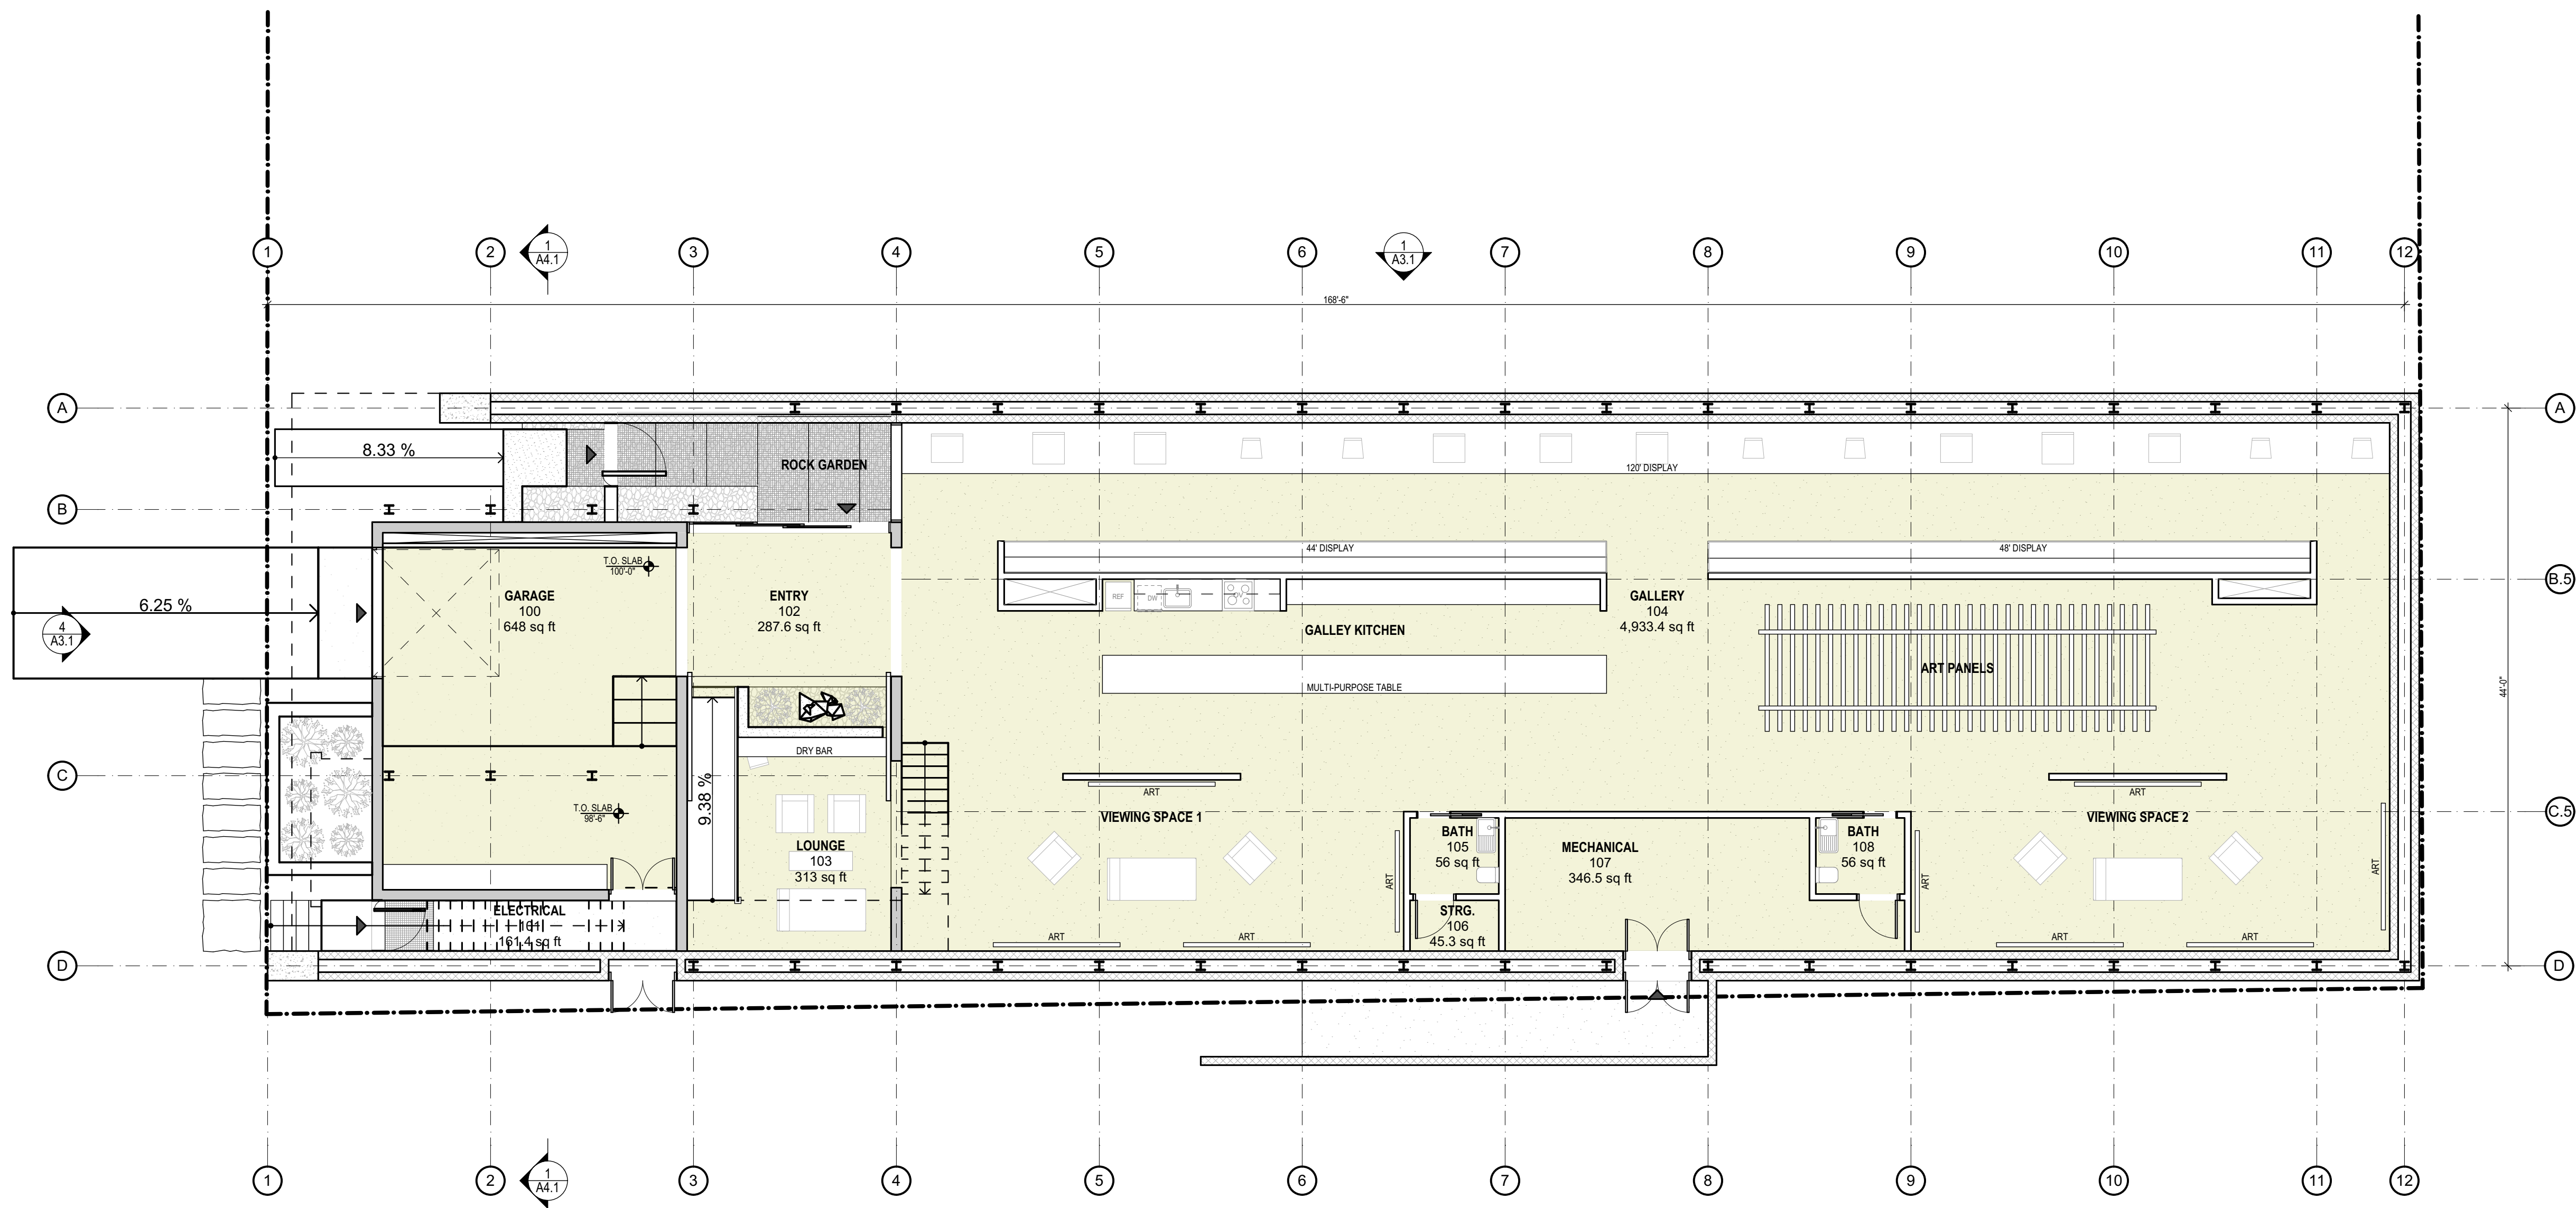 1
2
1
A4.1
3
4
5
6
1
A3.1
7
8
9
10
11
12
168'-6"
A
A
8.33 %
ROCK GARDEN
120' DISPLAY
B
44' DISPLAY
48' DISPLAY
T.O. SLAB
100'-0"
B.5
REF
DW
6.25 %
4
A3.1
GARAGE
100
648 sq ft
ENTRY
102
287.6 sq ft
GALLEY KITCHEN
GALLERY
104
4,933.4 sq ft
ART PANELS
MULTI-PURPOSE TABLE
44'-0"
DRY BAR
C
9.38 %
T.O. SLAB
98'-6"
ART
ART
VIEWING SPACE 1
VIEWING SPACE 2
C.5
LOUNGE
103
313 sq ft
BATH
105
56 sq ft
MECHANICAL
107
346.5 sq ft
BATH
108
56 sq ft
ART
ART
ART
ELECTRICAL
101
161.4 sq ft
STRG.
106
45.3 sq ft
ART
ART
ART
ART
D
D
1
2
1
A4.1
3
4
5
6
7
8
9
10
11
12